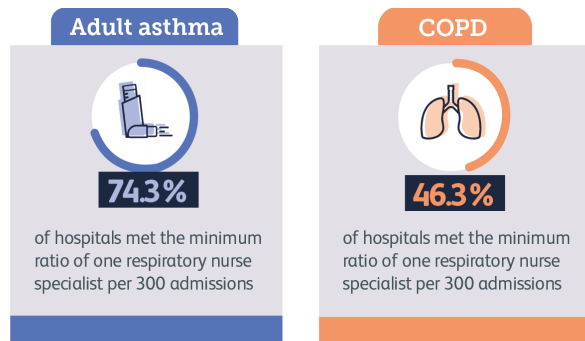 Adult asthma
74.3%
of hospitals met the minimum
ratio of one respiratory nurse
specialist per 300 admissions
COPD
46.3%
of hospitals met the minimum
ratio of one respiratory nurse
specialist per 300 admissions